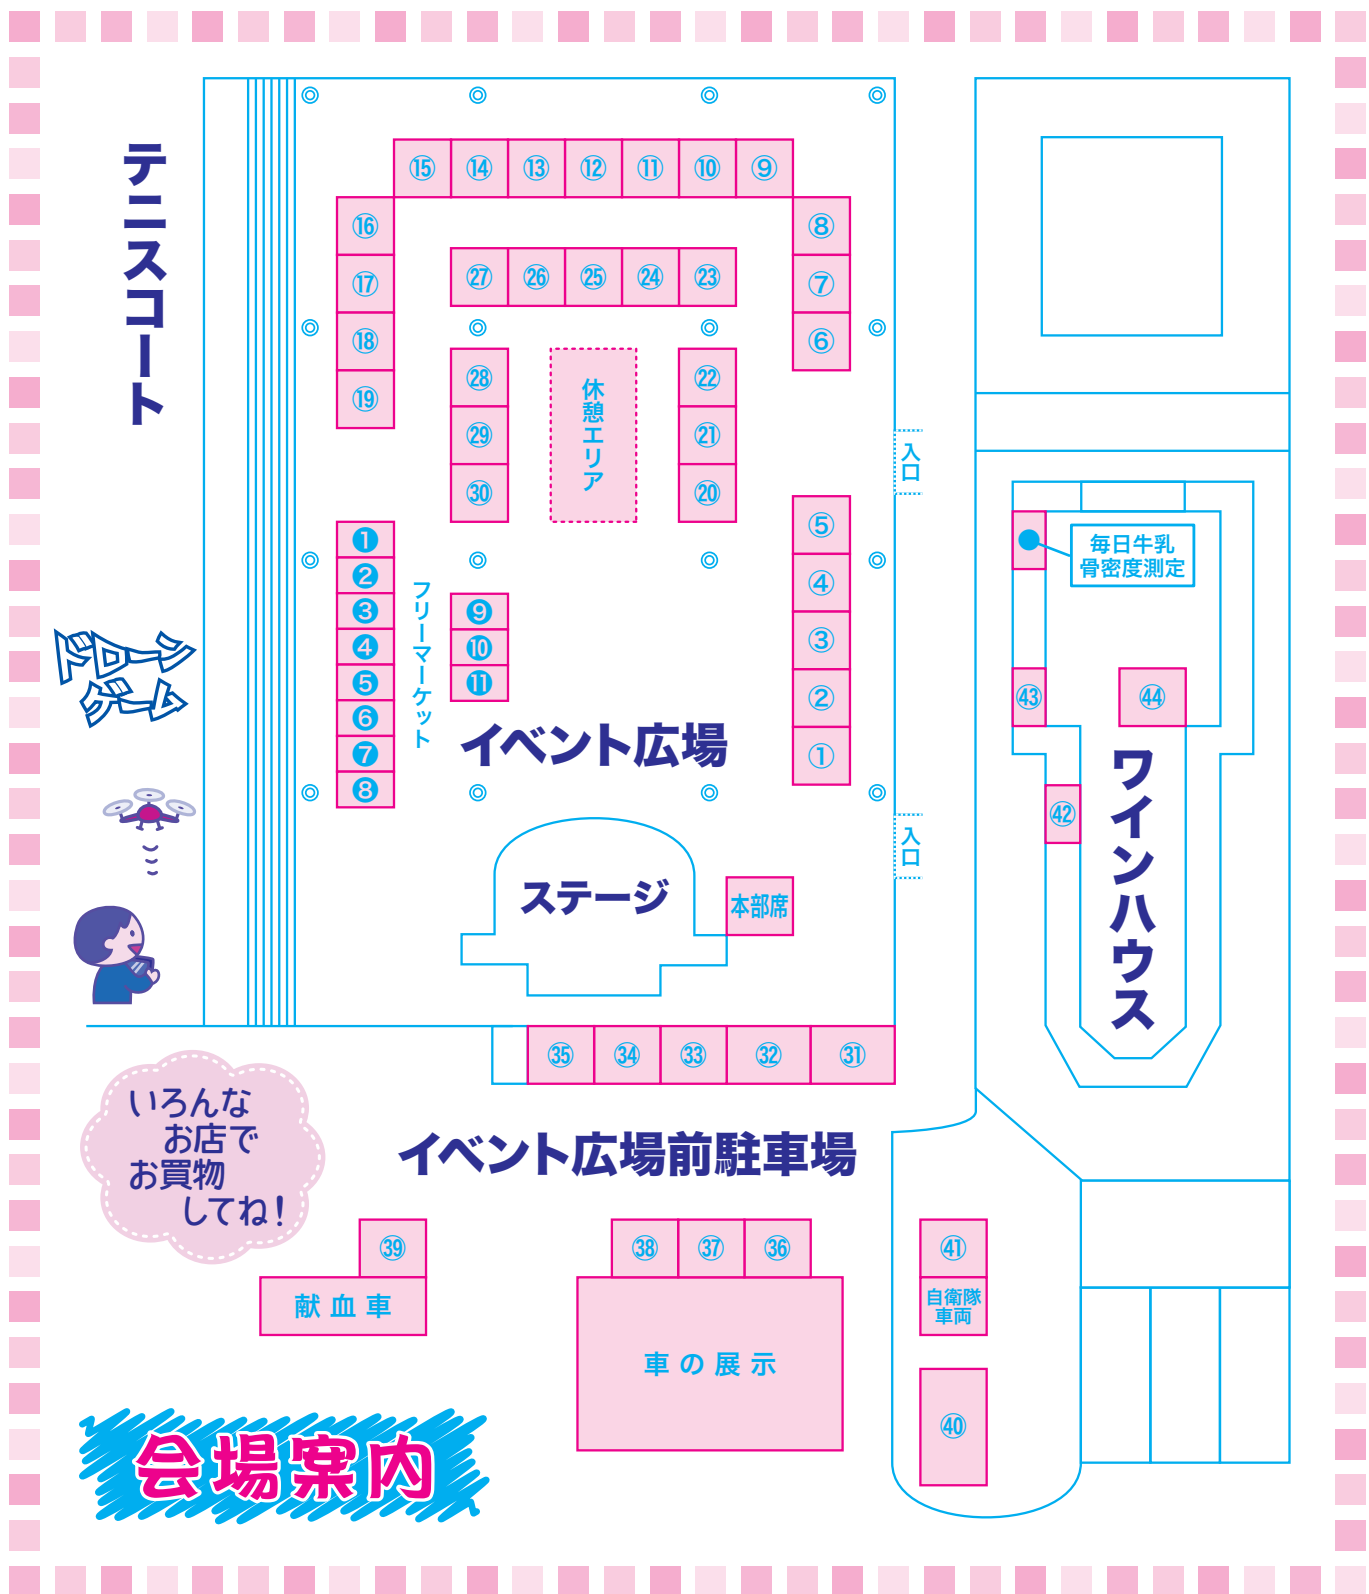 テニスコート
⑮ ⑭ ⑬ ⑫ ⑪ ⑩ ⑨
⑯
⑰
⑱
⑲
⑧
⑦
⑥
㉗ ㉖ ㉕ ㉔ ㉓
㉘
㉙
㉚
休憩エリア
㉒
㉑
⑳
入口
⑤
④
③
②
①
❶
❷
❸
❹
❺
❻
❼
❽
フリーマーケット
❾
❿
⓫
イベント広場
入口
ステージ
本部席
毎日牛乳
骨密度測定
㊸
㊹
㊷
ワインハウス
㉟ ㉞ ㉝ ㉜ ㉛
いろんな
お店で
お買物
してね!
イベント広場前駐車場
㊴
献血車
㊳ ㊲ ㊱
車の展示
㊶
自衛隊
車両
㊵
会場案内